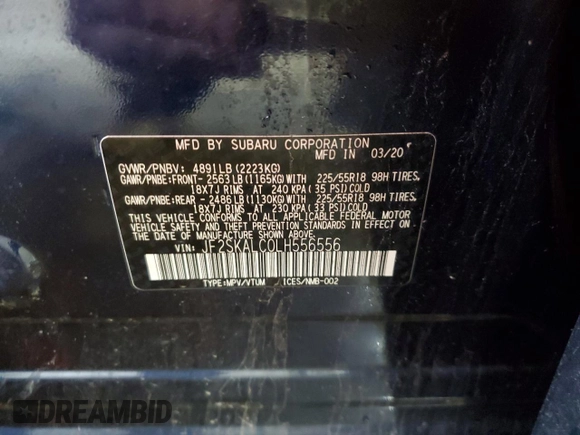 MFD BY SUBARU CORPORATION
MFD IN 03/20
GVWR/PNBV: 4891LB(2223KG)
GAWR/PNBE:FRONT- 2563LB(1165KG)WITH 225/55R18 98H TIRES.
18X7J RIMS AT 240 KPA (35 PSI)COLD
GAWR/PNBE:REAR - 2486LB(1130KG)WITH 225/55R18 98H TIRES.
18X7J RIMS AT 230 KPA (33 PSI)COLD
THIS VEHICLE CONFORMS TO ALL APPLICABLE FEDERAL MOTOR
VEHICLE SAFETY AND THEFT PREVENTION STANDARDS IN EFFECT ON
THE DATE OF MANUFACTURE SHOWN ABOVE.
VIN: JF2SKALC0LH556556
TYPE:MPV/VTUM ICES/NMB-002
DREAMBID